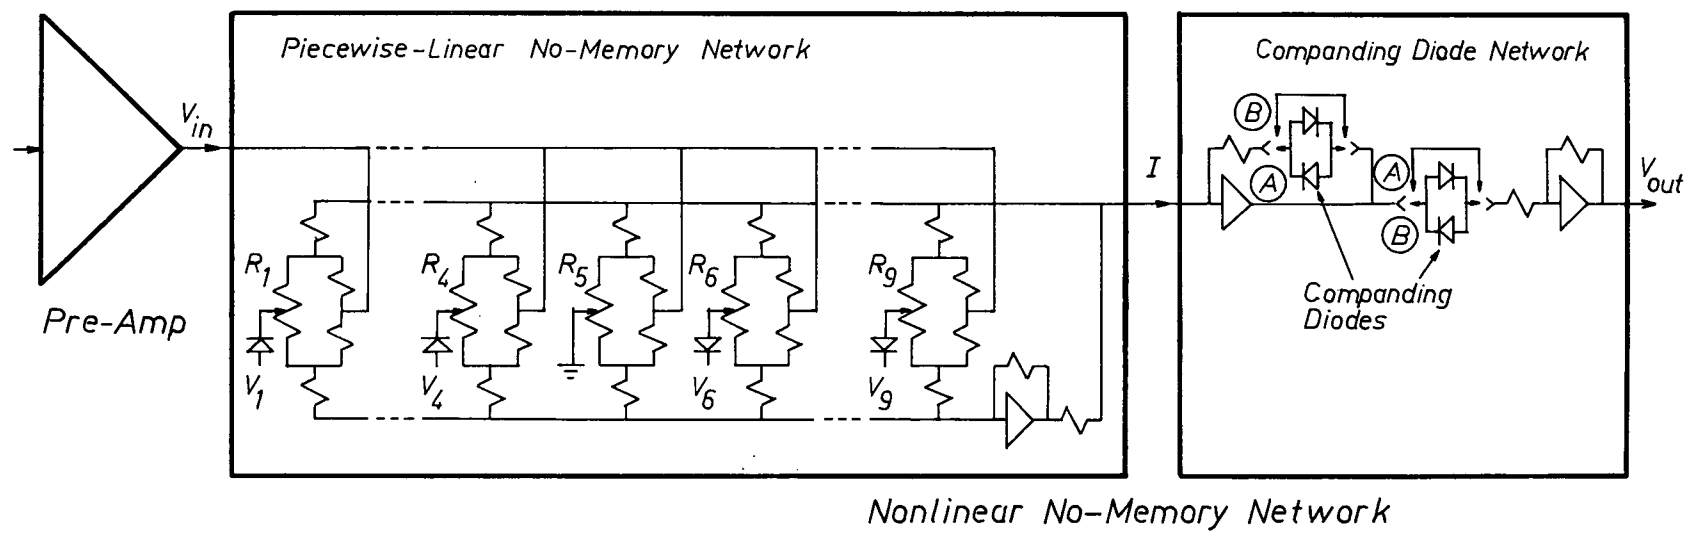 Piecewise-Linear No-Memory Network
Companding Diode Network
V_in
I
V_out
B
A
A
B
R_1
R_4
R_5
R_6
R_9
Companding
Diodes
Pre-Amp
V_1
V_4
V_6
V_9
Nonlinear No-Memory Network